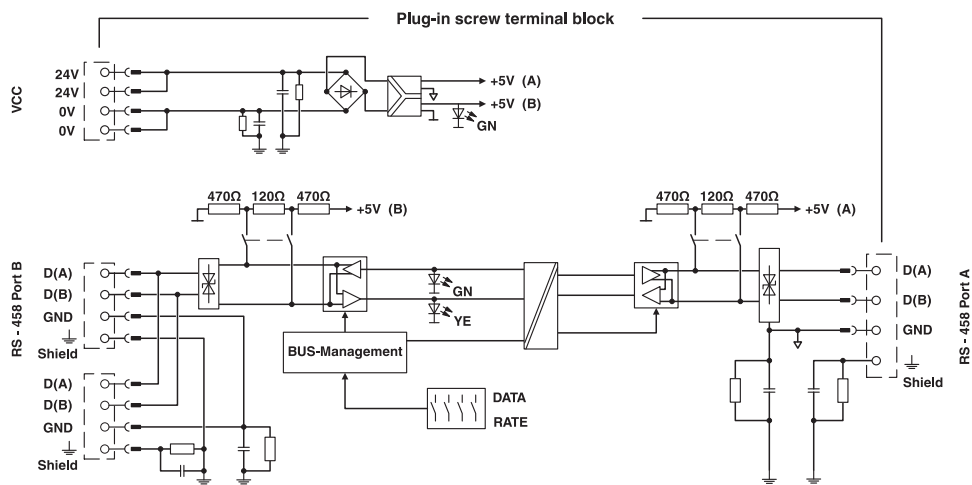 Plug-in screw terminal block
VCC
24V
24V
0V
0V
+5V (A)
+5V (B)
GN
470Ω 120Ω 470Ω
+5V (B)
470Ω 120Ω 470Ω
+5V (A)
RS - 458 Port B
D(A)
D(B)
GND
Shield
D(A)
D(B)
GND
Shield
GN
YE
BUS-Management
DATA
RATE
D(A)
D(B)
GND
Shield
RS - 458 Port A